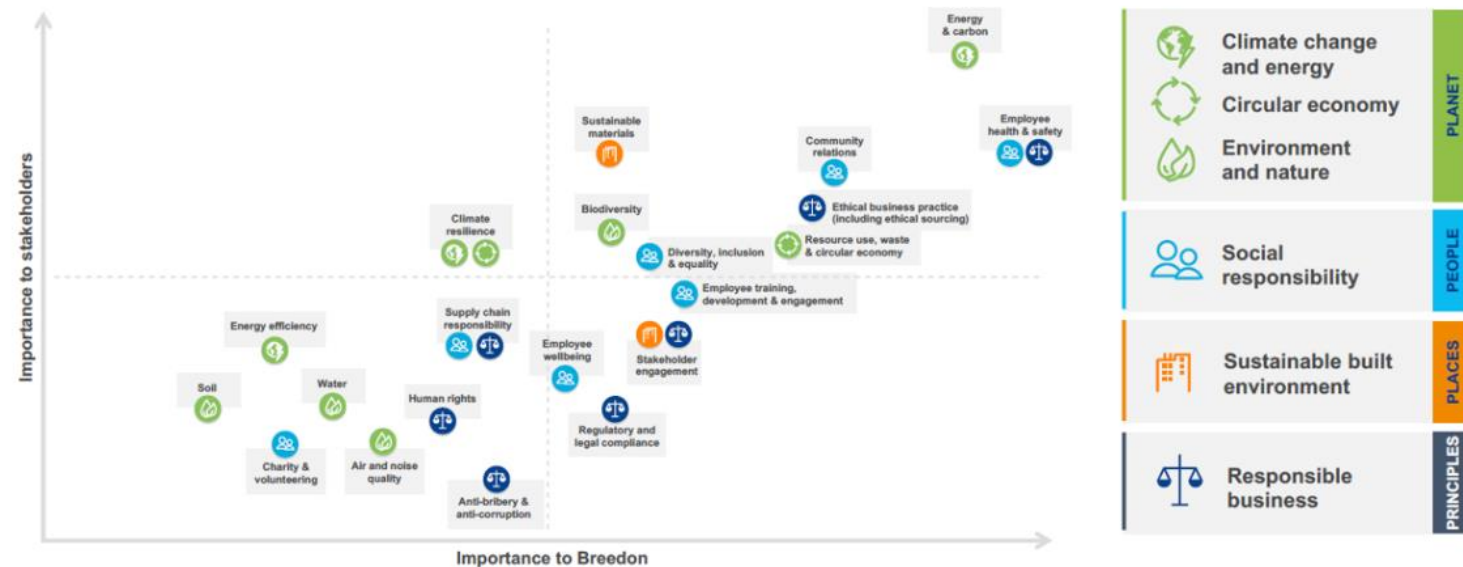 Energy
& carbon
Sustainable
materials
Community
relations
Employee
health & safety
Biodiversity
Ethical business practice
(including ethical sourcing)
Climate
resilience
Diversity, inclusion
& equality
Resource use, waste
& circular economy
Employee training,
development & engagement
Supply chain
responsibility
Energy efficiency
Employee
wellbeing
Stakeholder
engagement
Soil
Water
Human rights
Regulatory and
legal compliance
Charity &
volunteering
Air and noise
quality
Anti-bribery &
anti-corruption
Importance to stakeholders
Importance to Breedon
Climate change
and energy
Circular economy
Environment
and nature
PLANET
Social
responsibility
PEOPLE
Sustainable built
environment
PLACES
Responsible
business
PRINCIPLES